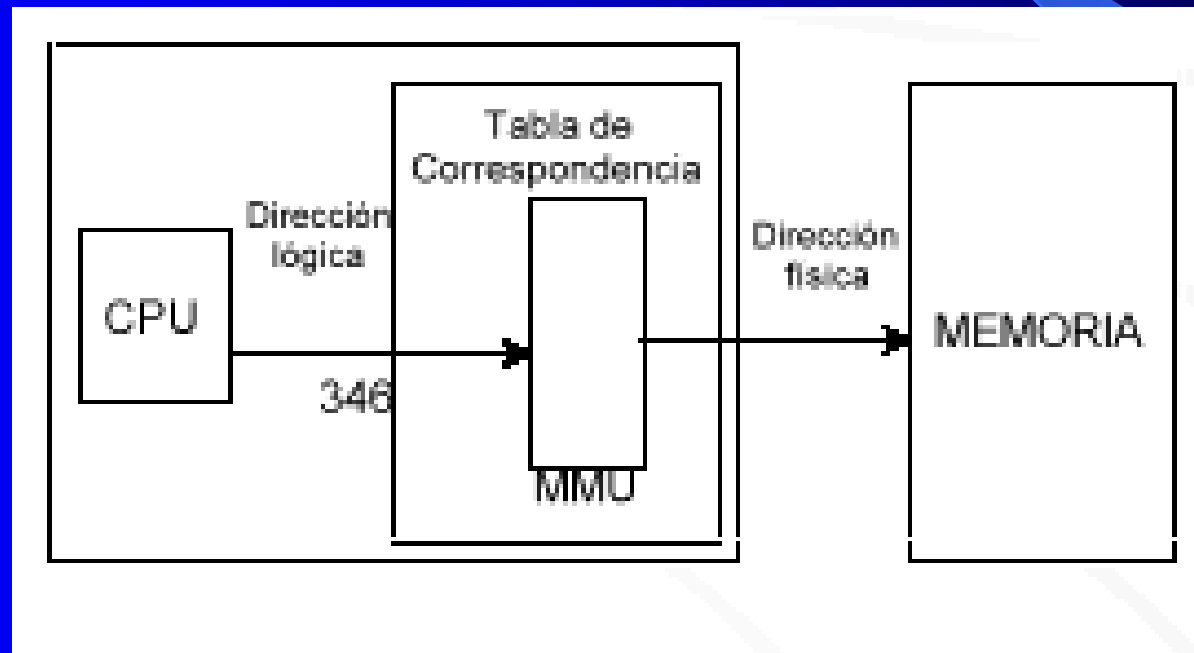 Tabla de
Correspondencia
Dirección
lógica
CPU
346
MMU
Dirección
física
MEMORIA